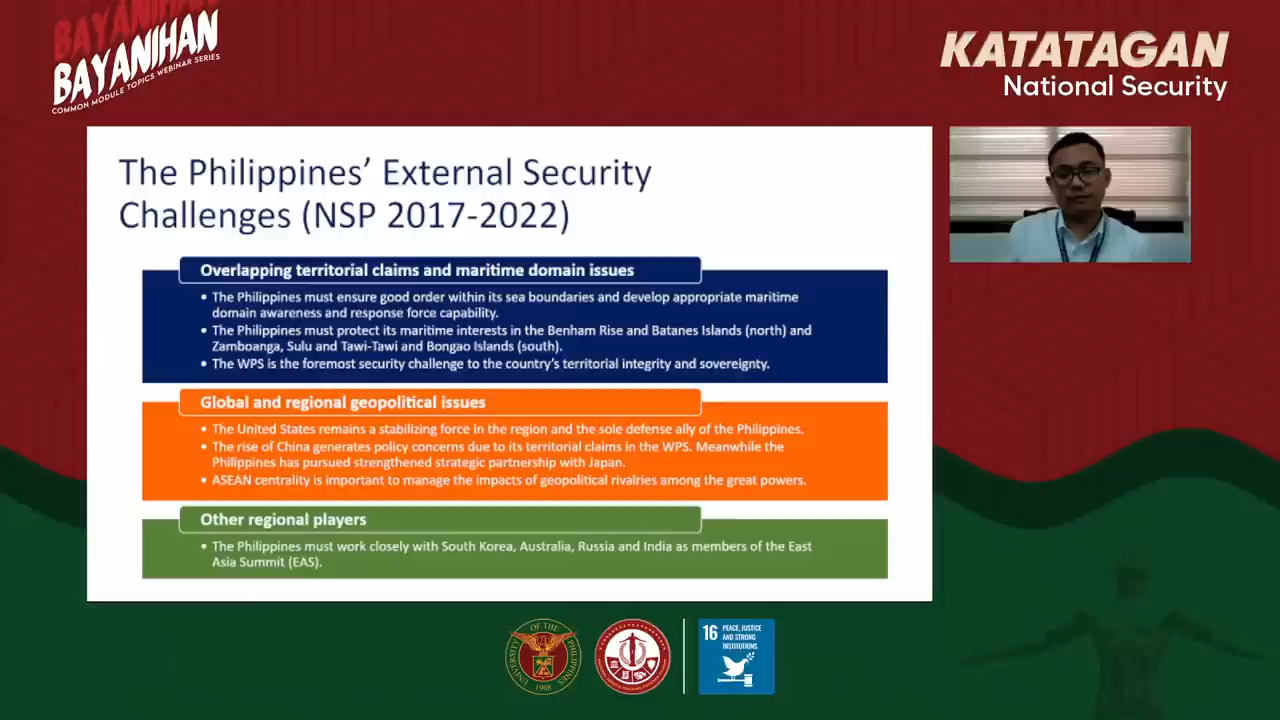 BAYANIHAN
BAYANIHAN
COMMON MODULE TOPICS WEBINAR SERIES
KATATAGAN
National Security
The Philippines’ External Security
Challenges (NSP 2017-2022)
Overlapping territorial claims and maritime domain issues
• The Philippines must ensure good order within its sea boundaries and develop appropriate maritime
domain awareness and response force capability.
• The Philippines must protect its maritime interests in the Benham Rise and Batanes Islands (north) and
Zamboanga, Sulu and Tawi-Tawi and Bongao Islands (south).
• The WPS is the foremost security challenge to the country’s territorial integrity and sovereignty.
Global and regional geopolitical issues
• The United States remains a stabilizing force in the region and the sole defense ally of the Philippines.
• The rise of China generates policy concerns due to its territorial claims in the WPS. Meanwhile the
Philippines has pursued strengthened strategic partnership with Japan.
• ASEAN centrality is important to manage the impacts of geopolitical rivalries among the great powers.
Other regional players
• The Philippines must work closely with South Korea, Australia, Russia and India as members of the East
Asia Summit (EAS).
UNIVERSITY OF THE PHILIPPINES
1908
16 PEACE, JUSTICE
AND STRONG
INSTITUTIONS